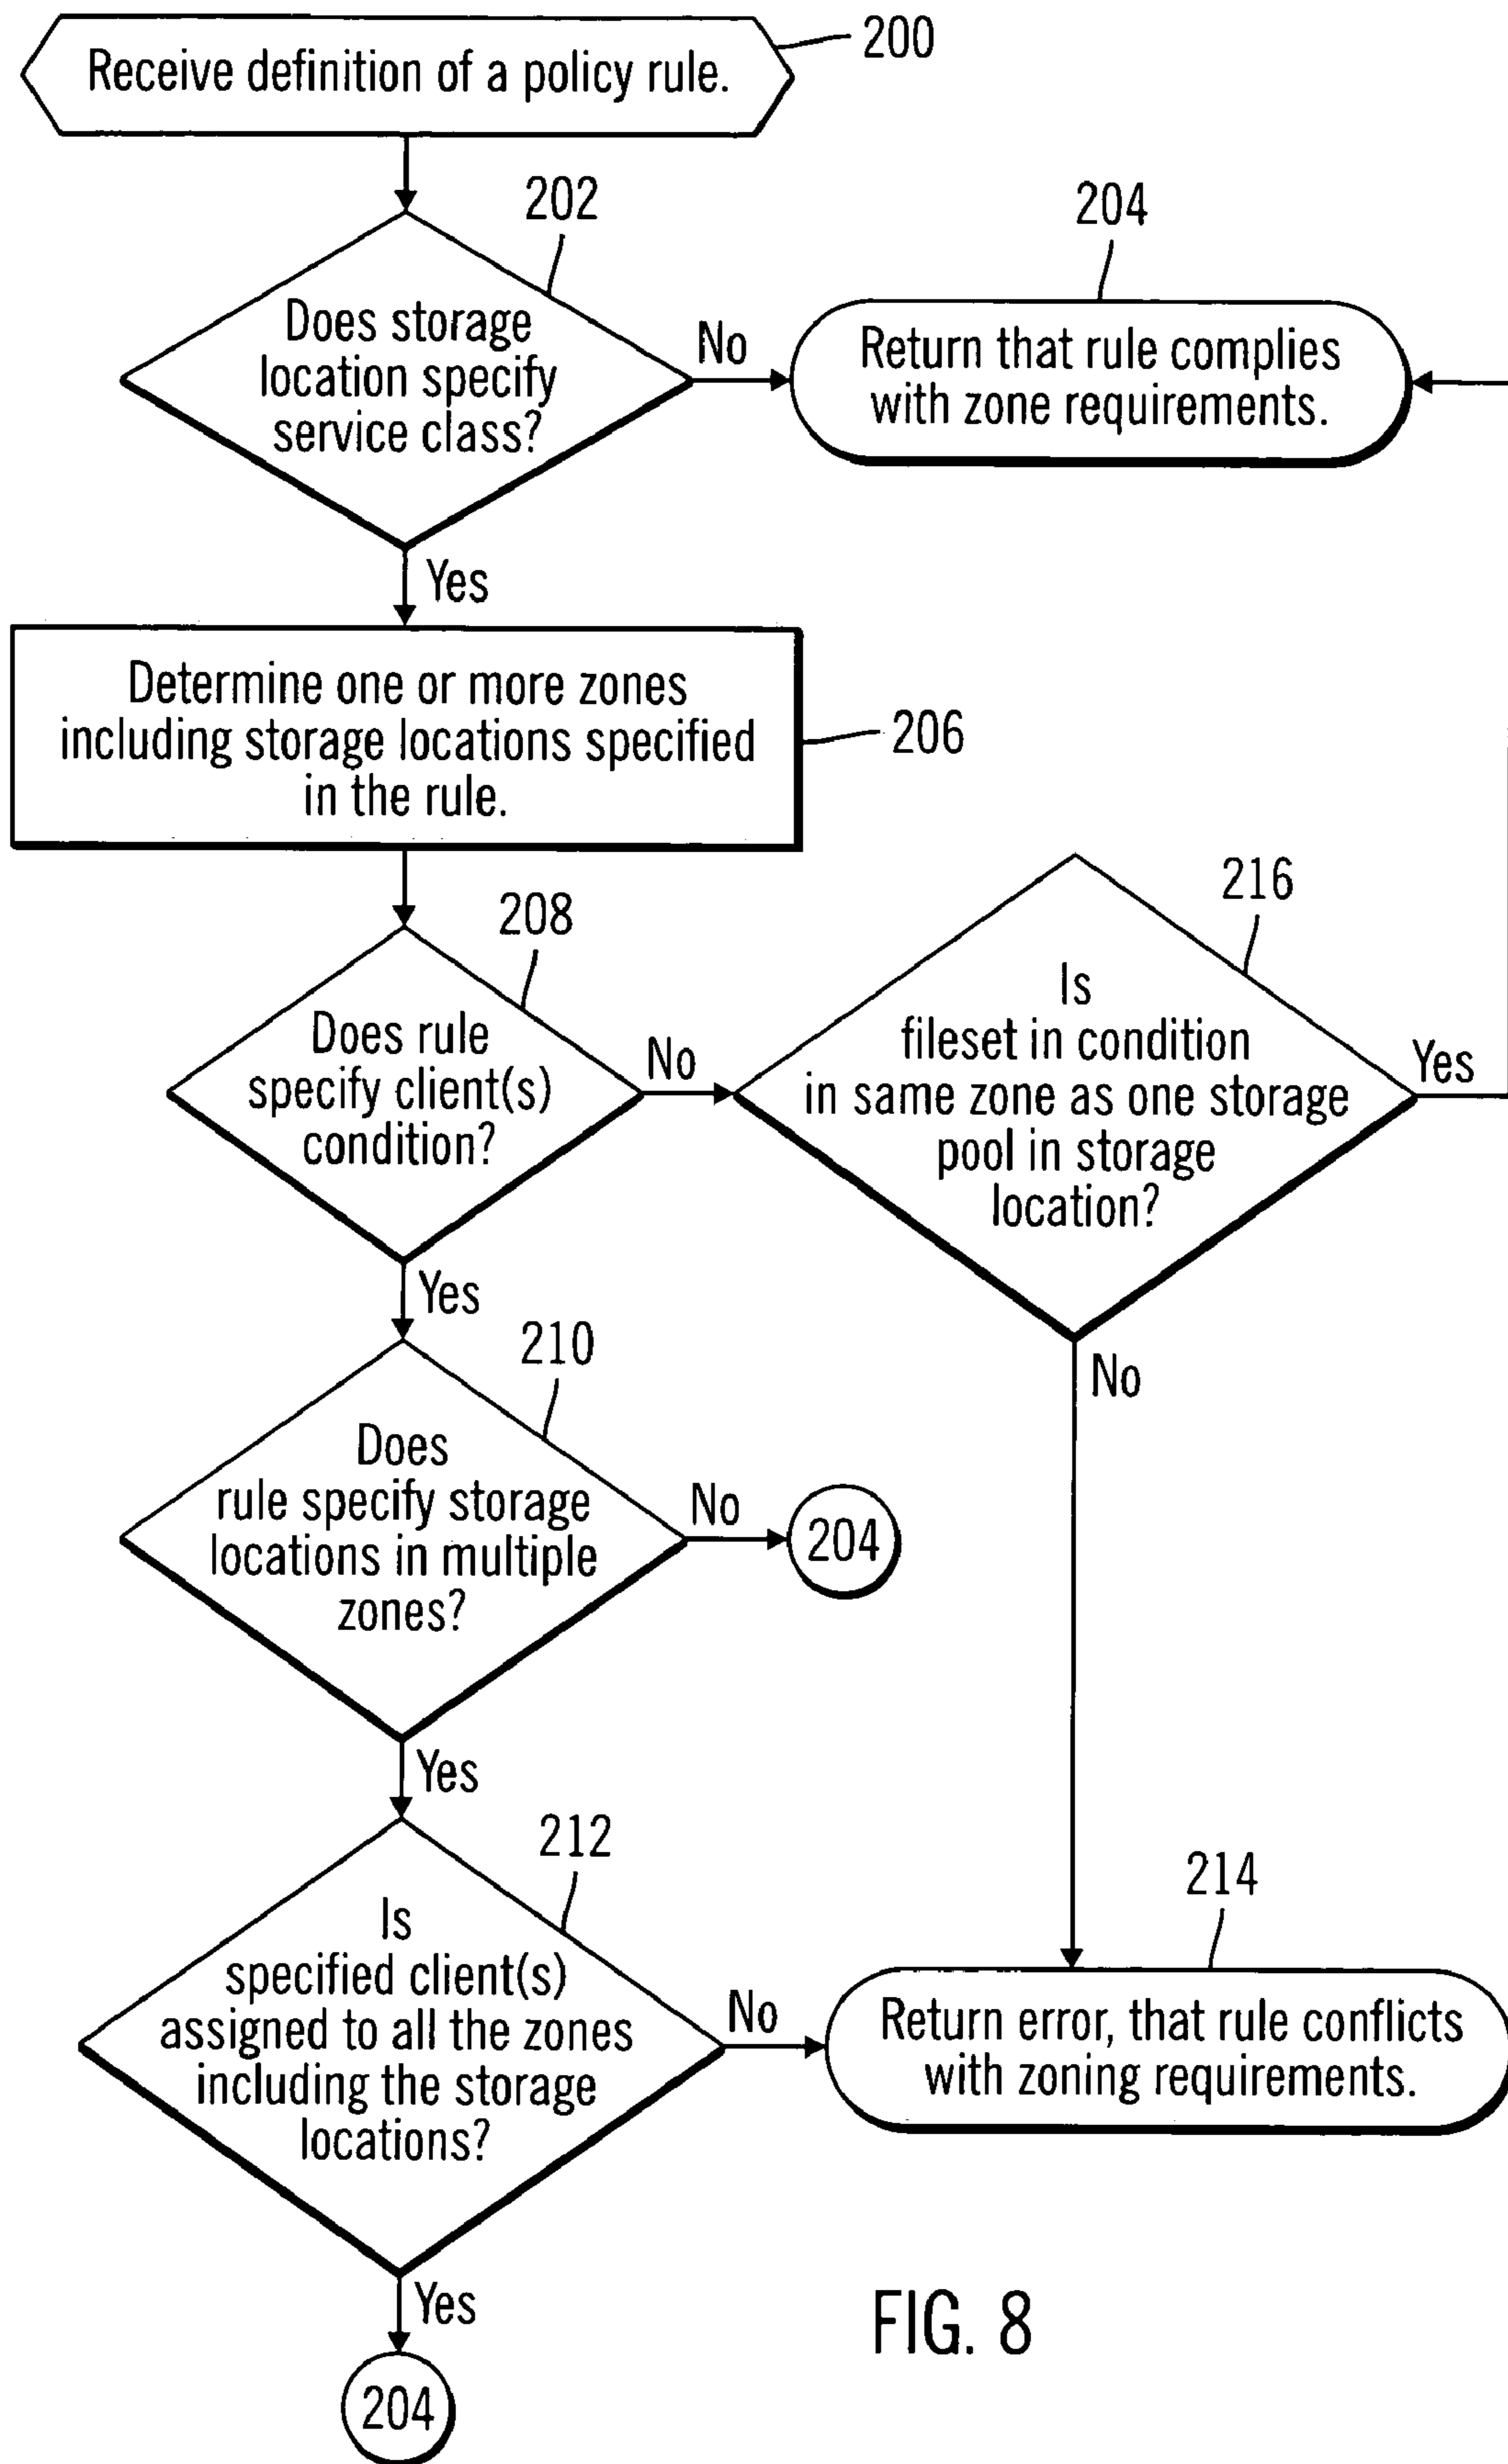 Receive definition of a policy rule.
200
202
Does storage
location specify
service class?
No
204
Return that rule complies
with zone requirements.
Yes
Determine one or more zones
including storage locations specified
in the rule.
206
208
Does rule
specify client(s)
condition?
No
216
Is
fileset in condition
in same zone as one storage
pool in storage
location?
Yes
No
Yes
210
Does
rule specify storage
locations in multiple
zones?
No
204
Yes
212
Is
specified client(s)
assigned to all the zones
including the storage
locations?
No
214
Return error, that rule conflicts
with zoning requirements.
Yes
204
FIG. 8